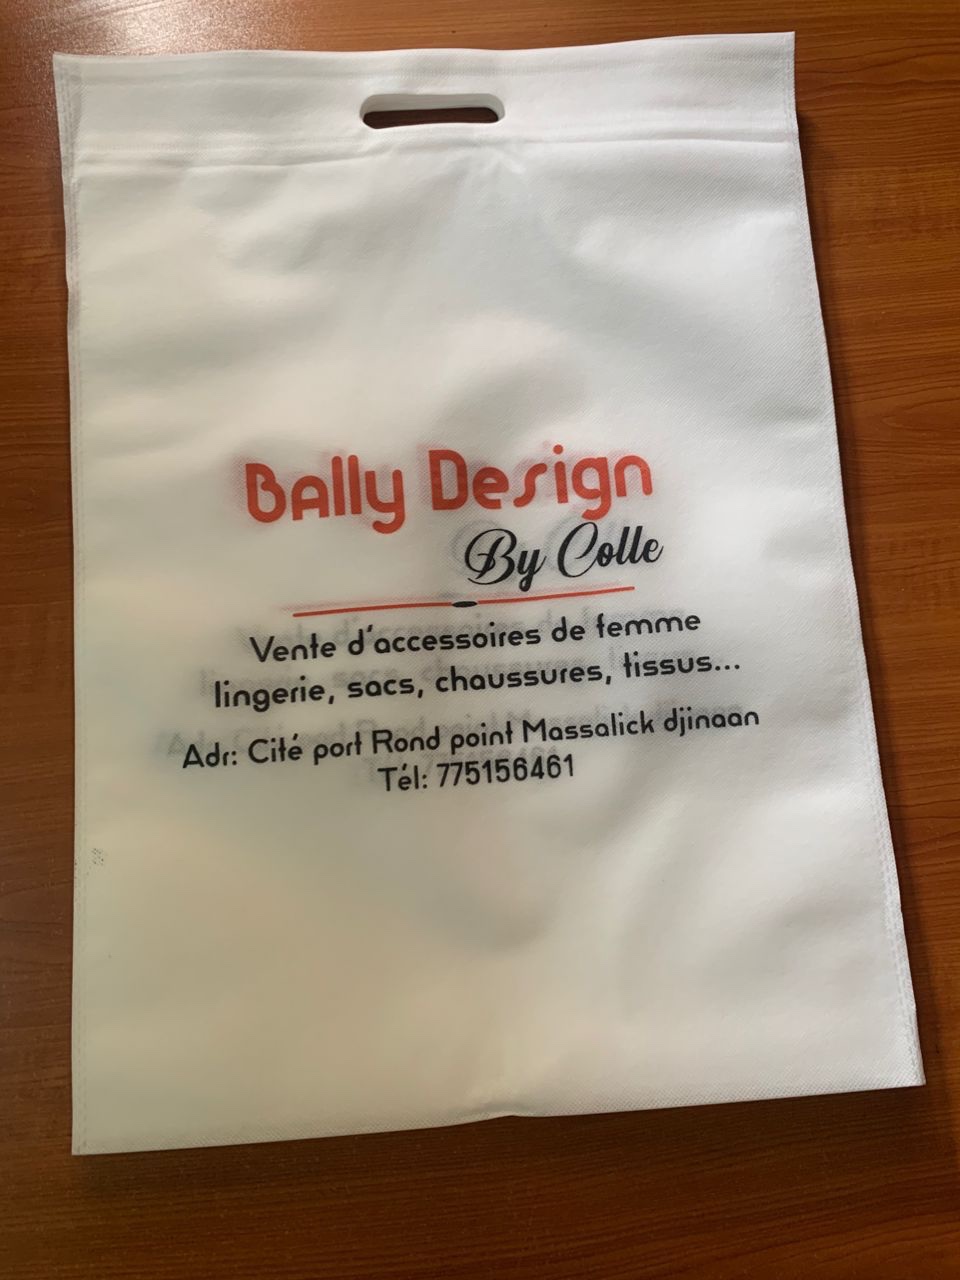 Bally Design
By Colle
Vente d'accessoires de femme
lingerie, sacs, chaussures, tissus...
Adr: Cité port Rond point Massalick djinaan
Tél: 775156461